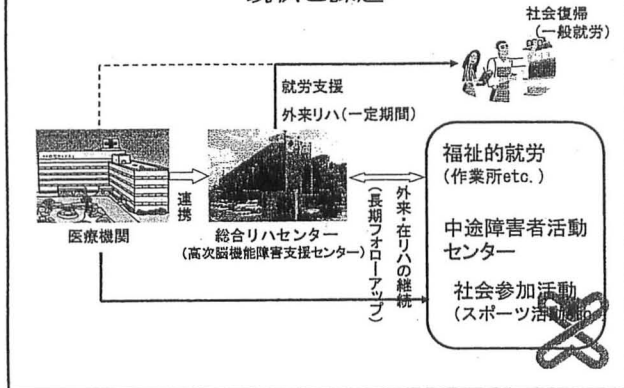 社会復帰
(一般就労)
就労支援
外来リハ(一定期間)
連携
医療機関
総合リハセンター
(高次脳機能障害支援センター)
外来・在リハの継続
(長期フォローアップ)
福祉的就労
(作業所etc.)
中途障害者活動
センター
社会参加活動
(スポーツ活動